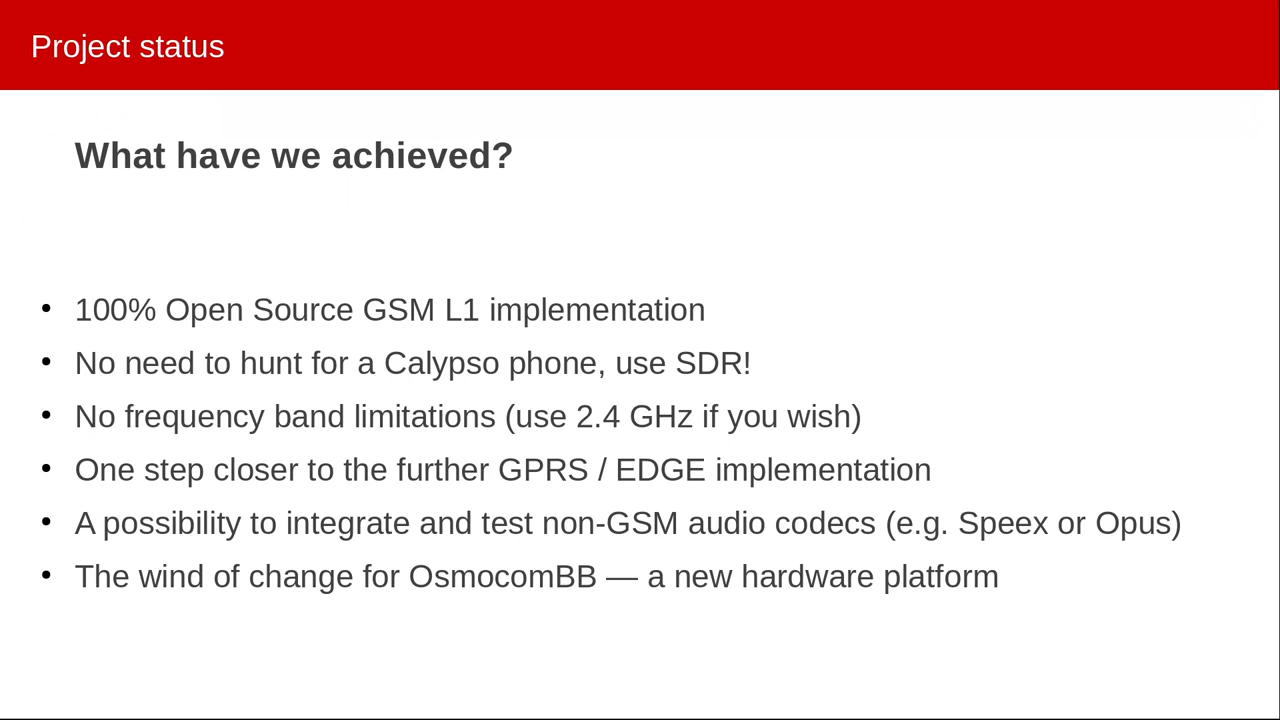 Project status
What have we achieved?
• 100% Open Source GSM L1 implementation
• No need to hunt for a Calypso phone, use SDR!
• No frequency band limitations (use 2.4 GHz if you wish)
• One step closer to the further GPRS / EDGE implementation
• A possibility to integrate and test non-GSM audio codecs (e.g. Speex or Opus)
• The wind of change for OsmocomBB — a new hardware platform